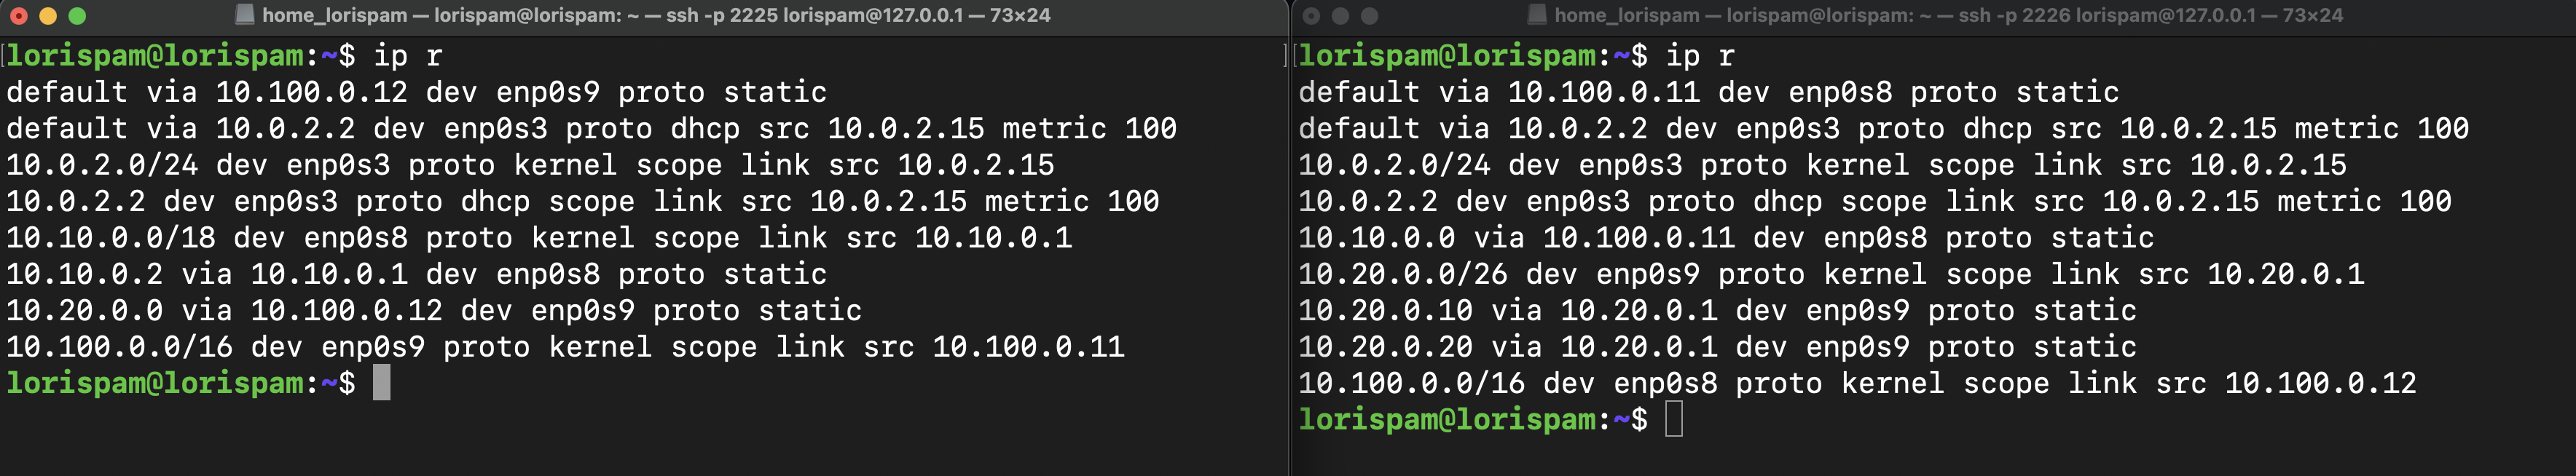 home_lorispam — lorispam@lorispam: ~ — ssh -p 2225 lorispam@127.0.0.1 — 73×24
[lorispam@lorispam:~$ ip r ]
default via 10.100.0.12 dev enp0s9 proto static
default via 10.0.2.2 dev enp0s3 proto dhcp src 10.0.2.15 metric 100
10.0.2.0/24 dev enp0s3 proto kernel scope link src 10.0.2.15
10.0.2.2 dev enp0s3 proto dhcp scope link src 10.0.2.15 metric 100
10.10.0.0/18 dev enp0s8 proto kernel scope link src 10.10.0.1
10.10.0.2 via 10.10.0.1 dev enp0s8 proto static
10.20.0.0 via 10.100.0.12 dev enp0s9 proto static
10.100.0.0/16 dev enp0s9 proto kernel scope link src 10.100.0.11
lorispam@lorispam:~$
home_lorispam — lorispam@lorispam: ~ — ssh -p 2226 lorispam@127.0.0.1 — 73×24
[lorispam@lorispam:~$ ip r
default via 10.100.0.11 dev enp0s8 proto static
default via 10.0.2.2 dev enp0s3 proto dhcp src 10.0.2.15 metric 100
10.0.2.0/24 dev enp0s3 proto kernel scope link src 10.0.2.15
10.0.2.2 dev enp0s3 proto dhcp scope link src 10.0.2.15 metric 100
10.10.0.0 via 10.100.0.11 dev enp0s8 proto static
10.20.0.0/26 dev enp0s9 proto kernel scope link src 10.20.0.1
10.20.0.10 via 10.20.0.1 dev enp0s9 proto static
10.20.0.20 via 10.20.0.1 dev enp0s9 proto static
10.100.0.0/16 dev enp0s8 proto kernel scope link src 10.100.0.12
lorispam@lorispam:~$